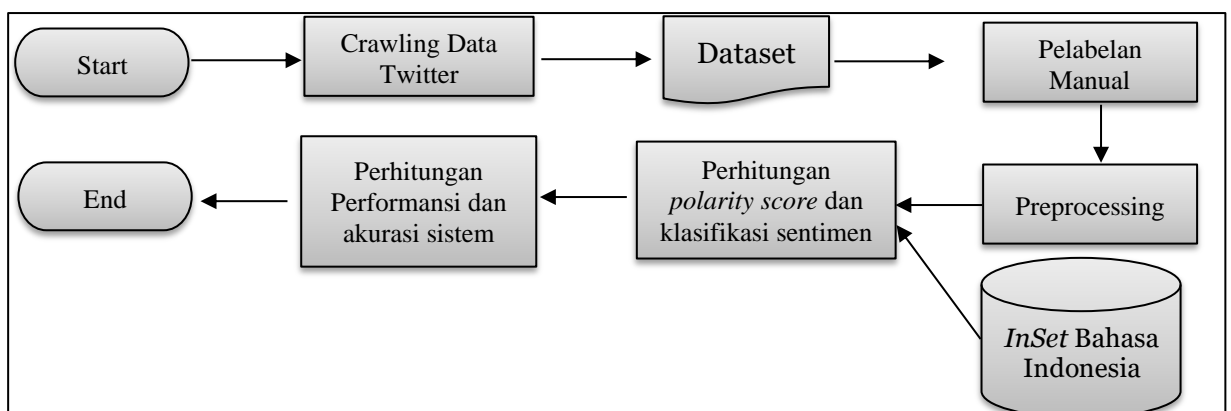 Start
Crawling Data
Twitter
Dataset
Pelabelan
Manual
Preprocessing
InSet Bahasa
Indonesia
Perhitungan
polarity score dan
klasifikasi sentimen
Perhitungan
Performansi dan
akurasi sistem
End